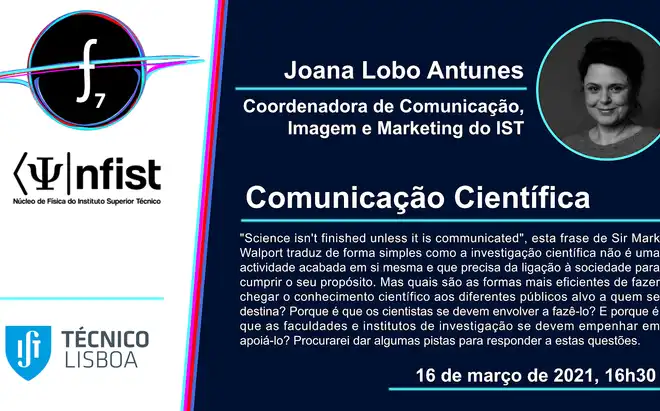 f
7
⟨Ψ|nfist
Núcleo de Física do Instituto Superior Técnico
IST
TÉCNICO
LISBOA
Joana Lobo Antunes
Coordenadora de Comunicação,
Imagem e Marketing do IST
Comunicação Científica
"Science isn't finished unless it is communicated", esta frase de Sir Mark
Walport traduz de forma simples como a investigação científica não é uma
actividade acabada em si mesma e que precisa da ligação à sociedade para
cumprir o seu propósito. Mas quais são as formas mais eficientes de fazer
chegar o conhecimento científico aos diferentes públicos alvo a quem se
destina? Porque é que os cientistas se devem envolver a fazê-lo? E porque é
que as faculdades e institutos de investigação se devem empenhar em
apoiá-lo? Procurarei dar algumas pistas para responder a estas questões.
16 de março de 2021, 16h30